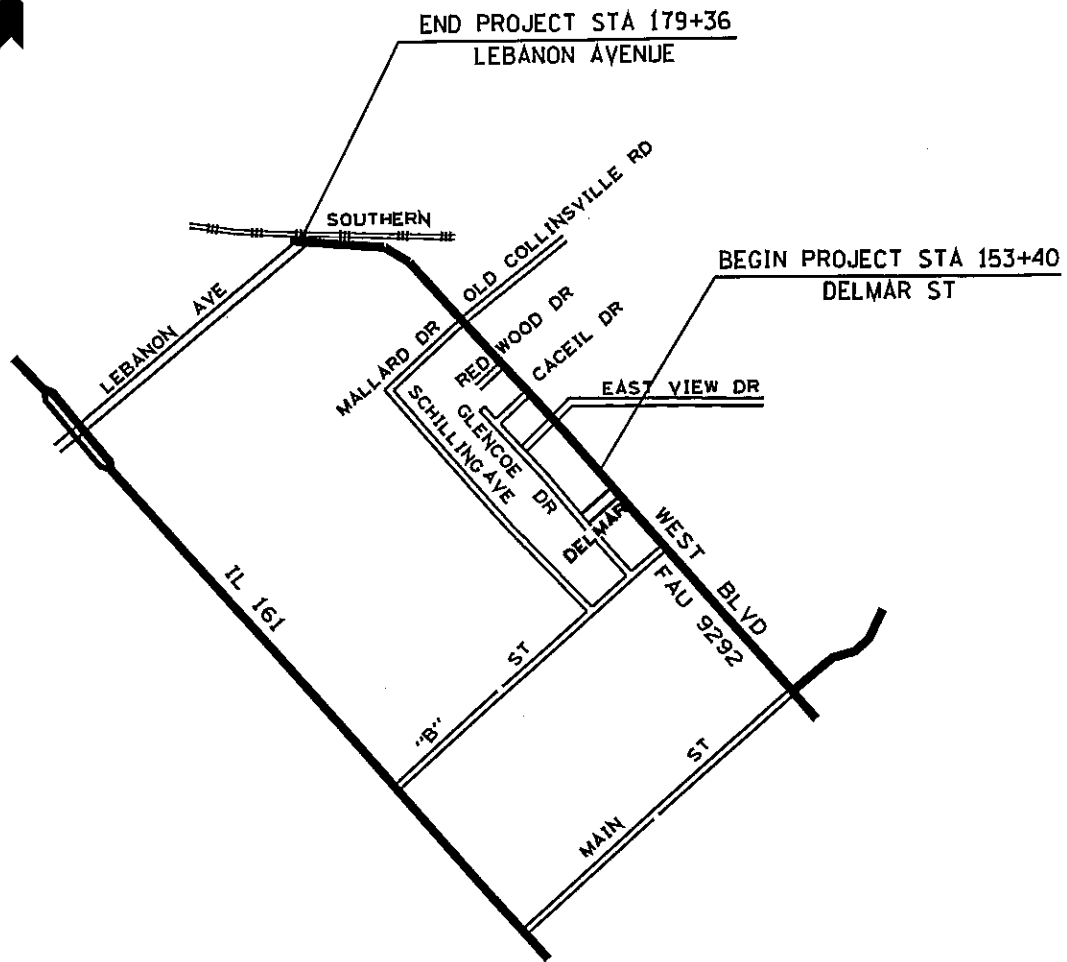 END PROJECT STA 179+36
LEBANON AVENUE
SOUTHERN
OLD COLLINSVILLE RD
BEGIN PROJECT STA 153+40
DELMAR ST
LEBANON AVE
MALLARD DR
RED WOOD DR
CACEIL DR
EAST VIEW DR
SCHILLING AVE
GLENCOE DR
DELMAR
WEST BLVD
FAU 9292
IL 161
"B" ST
MAIN ST